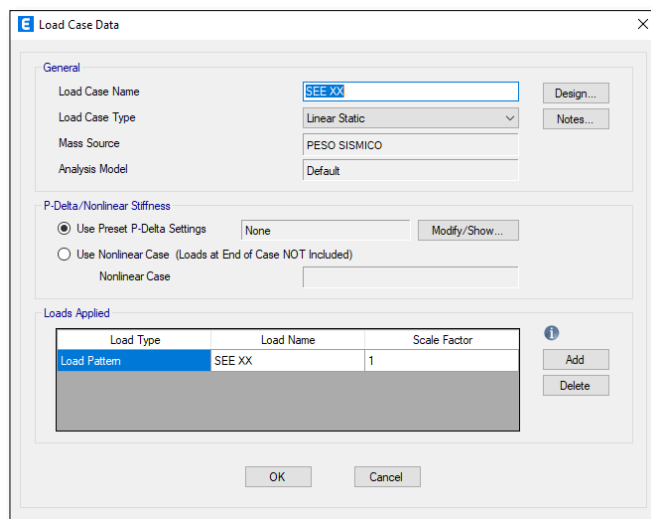 E Load Case Data
General
Load Case Name SEE XX Design...
Load Case Type Linear Static Notes...
Mass Source PESO SISMICO
Analysis Model Default
P-Delta/Nonlinear Stiffness
Use Preset P-Delta Settings None Modify/Show...
Use Nonlinear Case (Loads at End of Case NOT Included)
Nonlinear Case
Loads Applied
Load Type Load Name Scale Factor
Load Pattern SEE XX 1
Add
Delete
OK Cancel